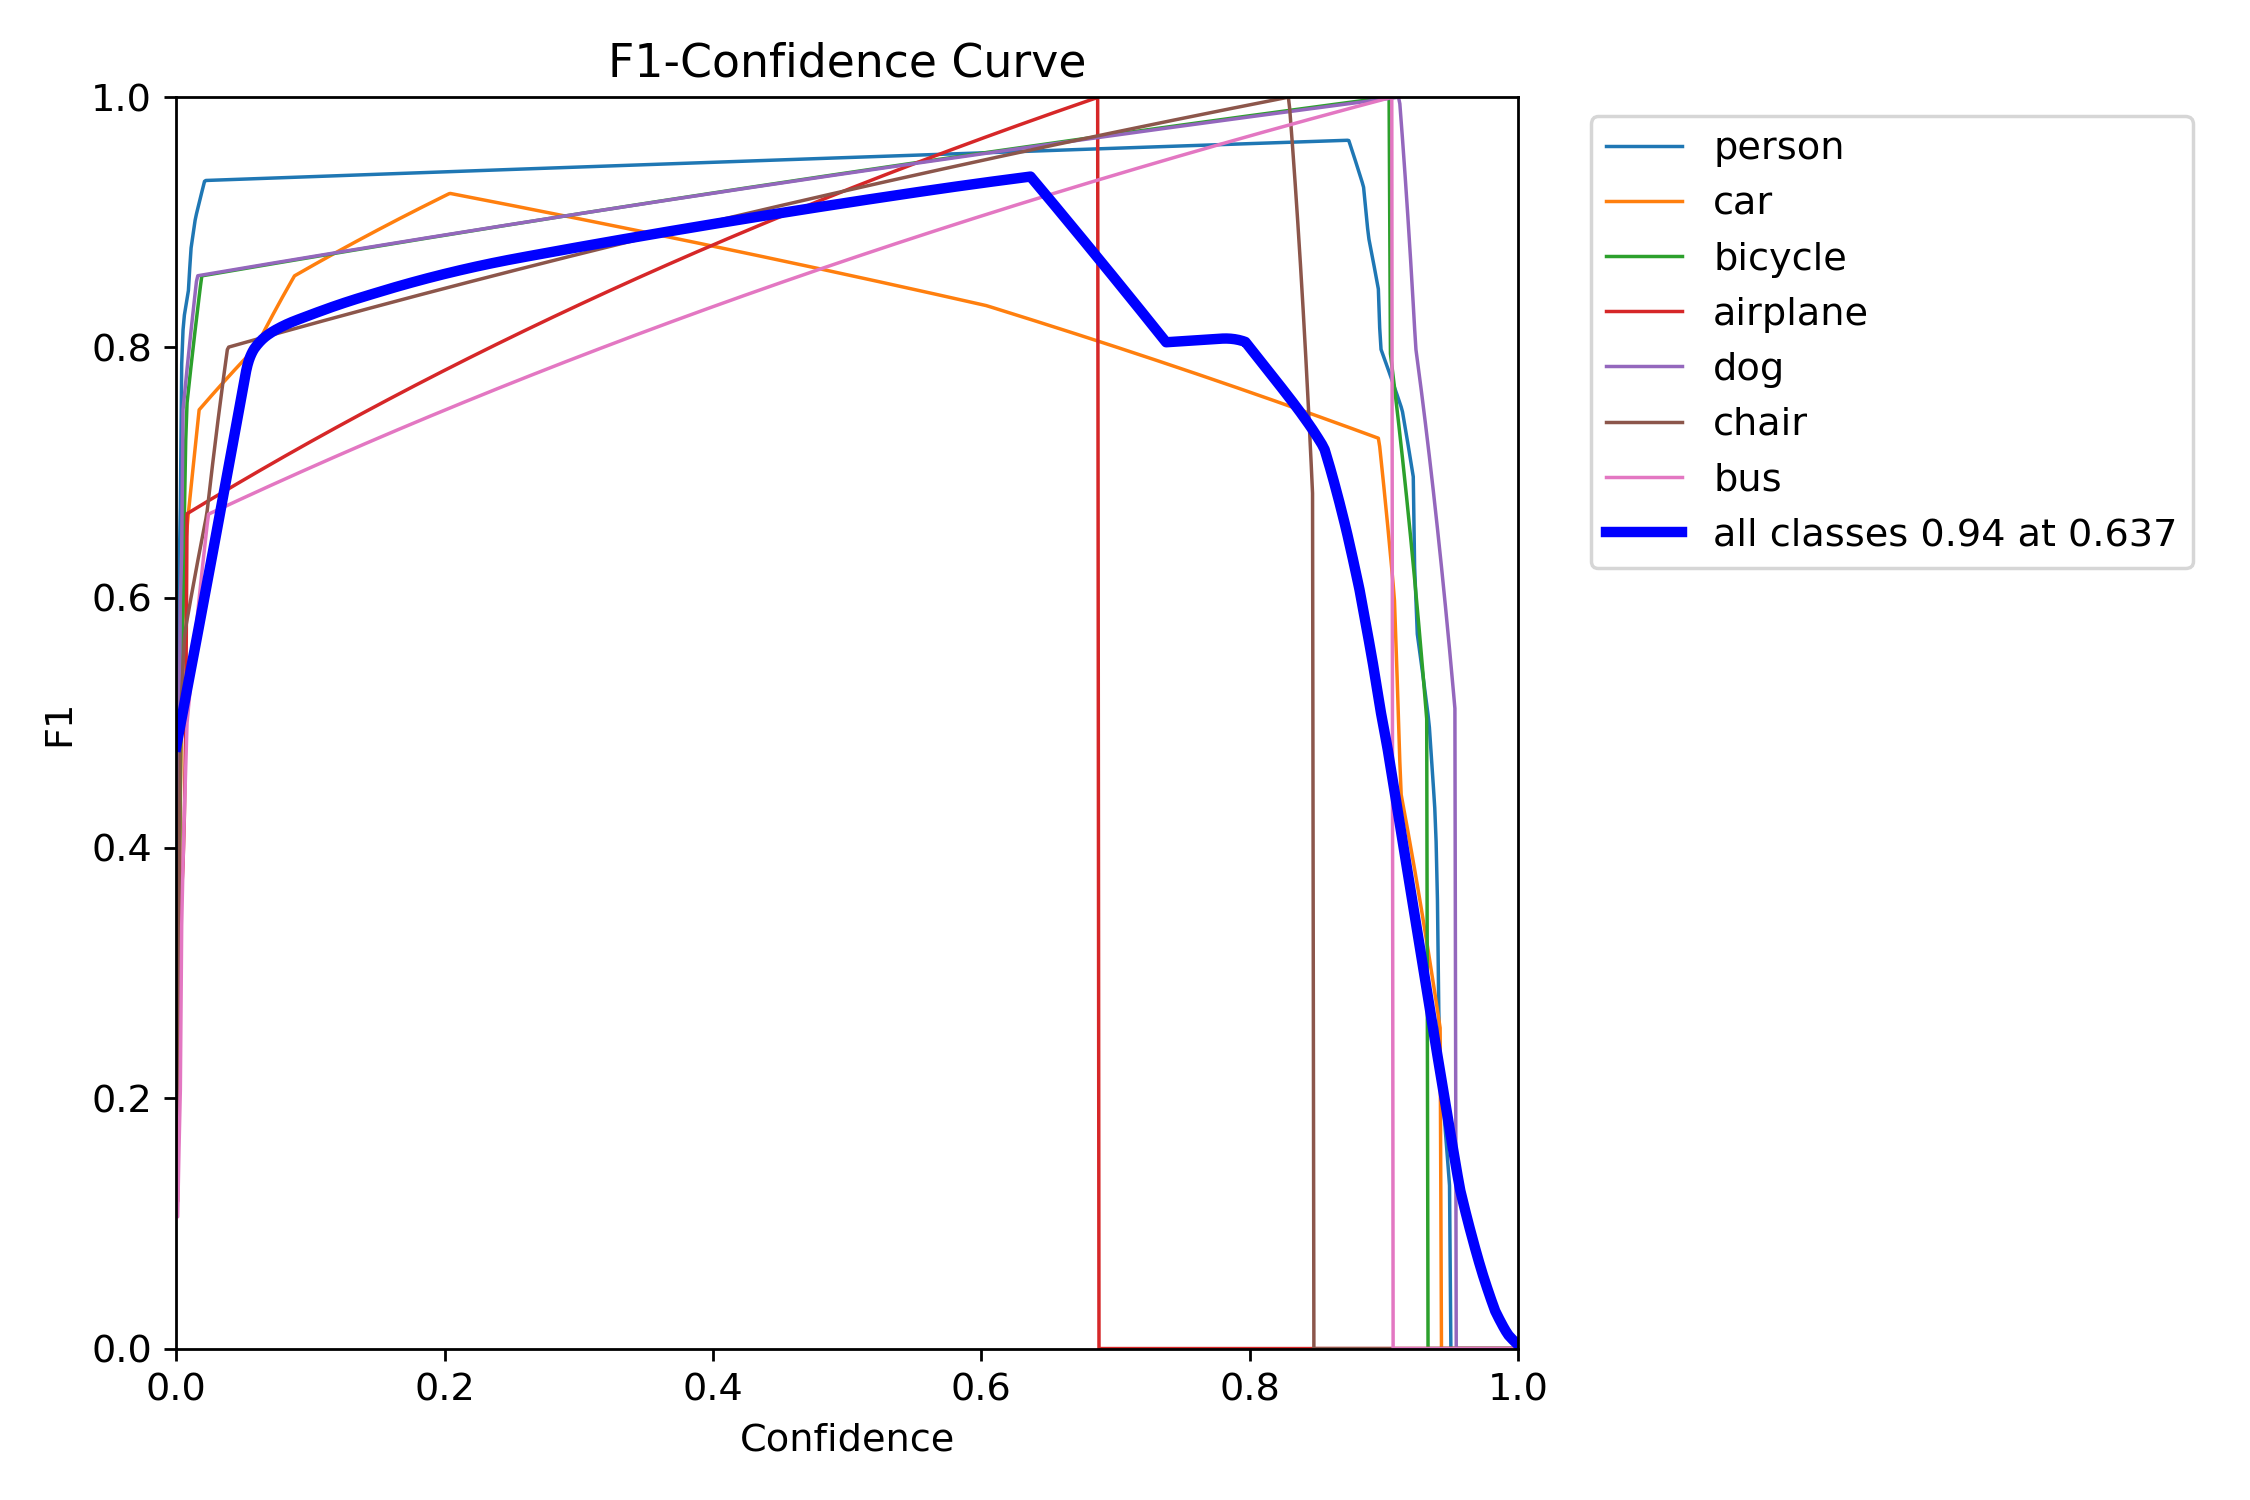 F1-Confidence Curve
1.0
0.8
0.6
0.4
0.2
0.0
F1
0.0 0.2 0.4 0.6 0.8 1.0
Confidence
person
car
bicycle
airplane
dog
chair
bus
all classes 0.94 at 0.637